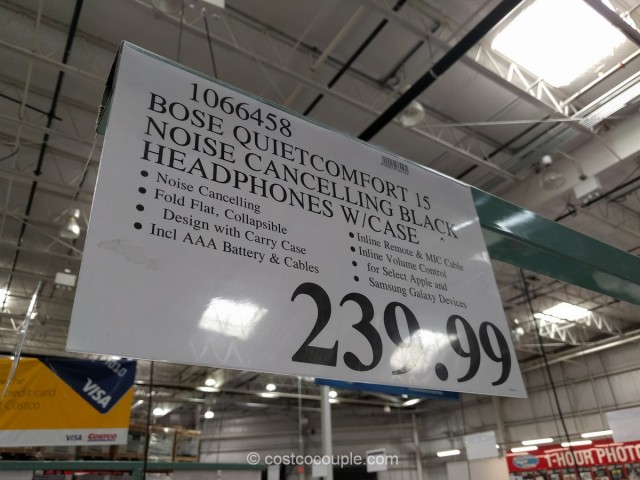 1066458
BOSE QUIETCOMFORT 15
NOISE CANCELLING BLACK
HEADPHONES W/CASE
• Noise Cancelling
• Fold Flat, Collapsible
• Design with Carry Case
• Incl AAA Battery & Cables
• Inline Remote & MIC Cable
• Inline Volume Control
• for Select Apple and
• Samsung Galaxy Devices
239.99
VISA
Costco
VISA COSTCO
1-HOUR PHOTO
© costcocouple.com